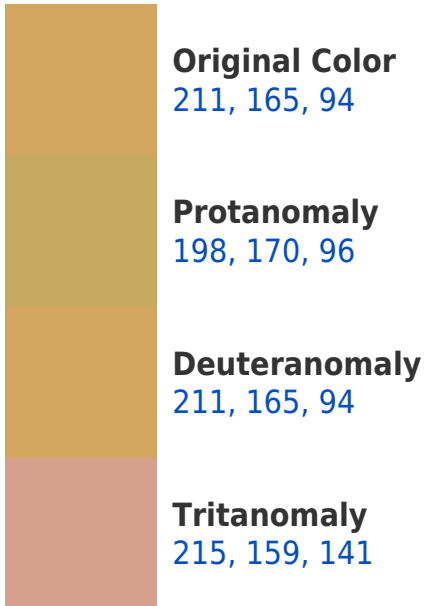 Original Color
211, 165, 94
Protanomaly
198, 170, 96
Deuteranomaly
211, 165, 94
Tritanomaly
215, 159, 141